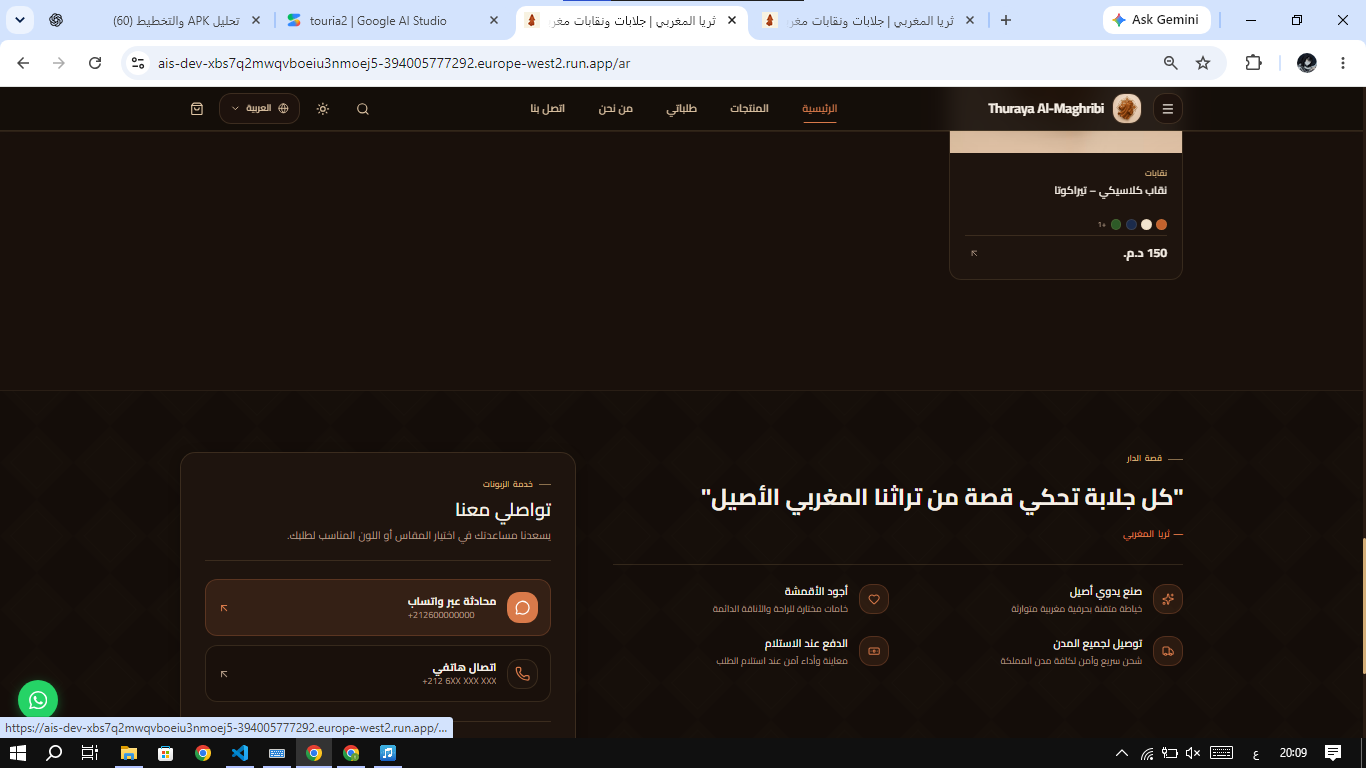 تحليل APK والتخطيط (60)
touria2 | Google AI Studio
ثريا المغربي | جلابات ونقابات مغر
ثريا المغربي | جلابات ونقابات مغر
Ask Gemini
ais-dev-xbs7q2mwqvboeiu3nmoej5-394005777292.europe-west2.run.app/ar
Thuraya Al-Maghribi
الرئيسية
المنتجات
طلباتي
من نحن
اتصل بنا
العربية
نقابات
نقاب كلاسيكي – تيراكوتا
+1
150 د.م.
قصة الدار
"كل جلابة تحكي قصة من تراثنا المغربي الأصيل"
— ثريا المغربي
صنع يدوي أصيل
خياطة متقنة بحرفية مغربية متوارثة
أجود الأقمشة
خامات مختارة للراحة والأناقة الدائمة
توصيل لجميع المدن
شحن سريع وآمن لكافة مدن المملكة
الدفع عند الاستلام
معاينة وأداء آمن عند استلام الطلب
خدمة الزبونات
تواصلي معنا
يسعدنا مساعدتك في اختيار المقاس أو اللون المناسب لطلبك.
محادثة عبر واتساب
+212600000000
اتصال هاتفي
+212 6XX XXX XXX
https://ais-dev-xbs7q2mwqvboeiu3nmoej5-394005777292.europe-west2.run.app/...
ع
20:09